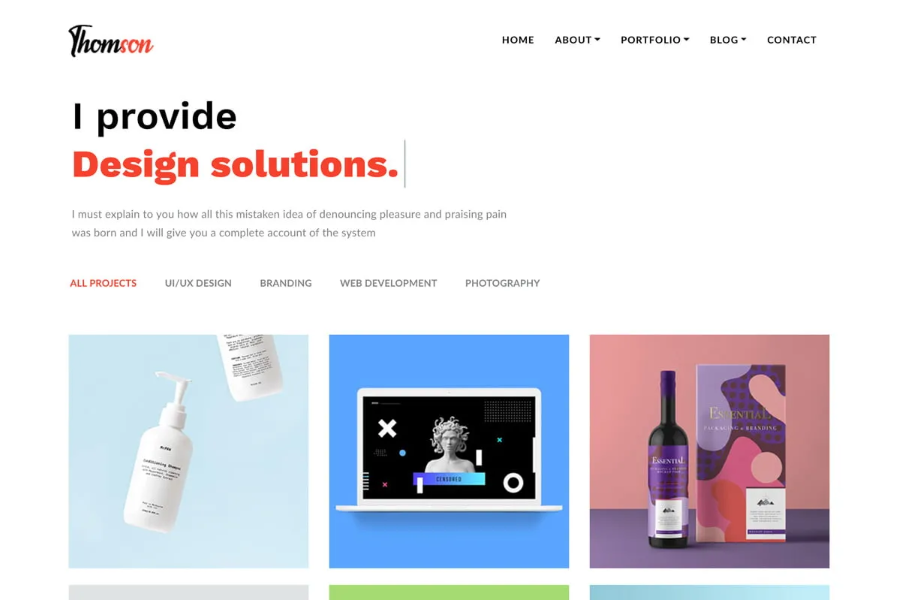 Thomson
HOME ABOUT PORTFOLIO BLOG CONTACT
I provide
Design solutions.
I must explain to you how all this mistaken idea of denouncing pleasure and praising pain
was born and I will give you a complete account of the system
ALL PROJECTS UI/UX DESIGN BRANDING WEB DEVELOPMENT PHOTOGRAPHY
CENSORED
ESSENTIAL
PACKAGING & BRANDING
ESSENTIAL